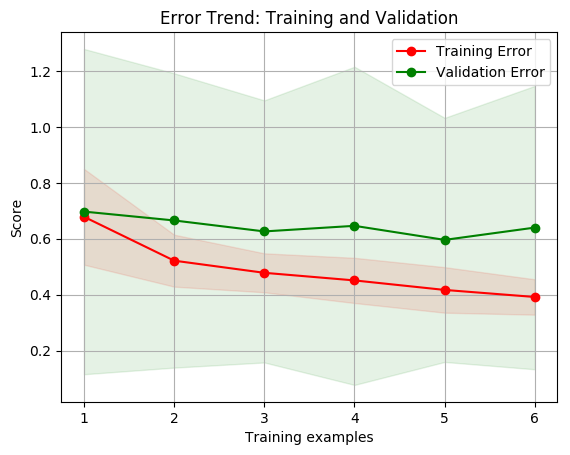 Error Trend: Training and Validation
Training Error
Validation Error
1.2
1.0
0.8
0.6
0.4
0.2
Score
1 2 3 4 5 6
Training examples